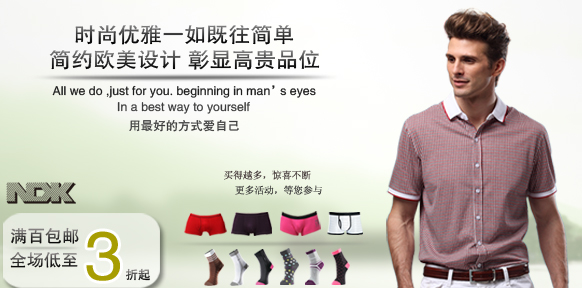 时尚优雅一如既往简单
简约欧美设计 彰显高贵品位
All we do ,just for you. beginning in man's eyes
In a best way to yourself
用最好的方式爱自己
买得越多，惊喜不断
更多活动，等您参与
NDK
满百包邮
全场低至 3 折起